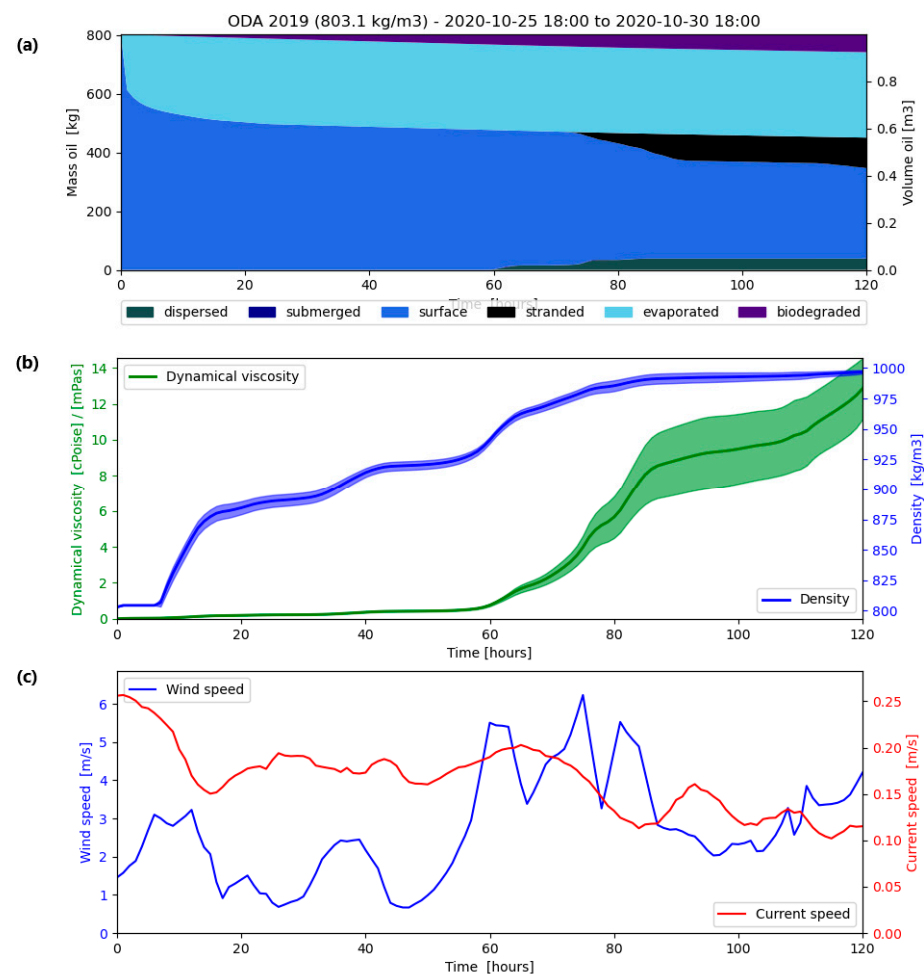 ODA 2019 (803.1 kg/m3) - 2020-10-25 18:00 to 2020-10-30 18:00
(a)
800
600
400
200
0
Mass oil [kg]
0.8
0.6
0.4
0.2
0.0
Volume oil [m3]
0 20 40 60 80 100 120
Time [hours]
dispersed submerged surface stranded evaporated biodegraded
(b)
Dynamical viscosity
14
12
10
8
6
4
2
0
Dynamical viscosity [cPoise] / [mPas]
1000
975
950
925
900
875
850
825
800
Density [kg/m3]
Density
0 20 40 60 80 100 120
Time [hours]
(c)
Wind speed
6
5
4
3
2
1
0
Wind speed [m/s]
0.25
0.20
0.15
0.10
0.05
0.00
Current speed [m/s]
Current speed
0 20 40 60 80 100 120
Time [hours]